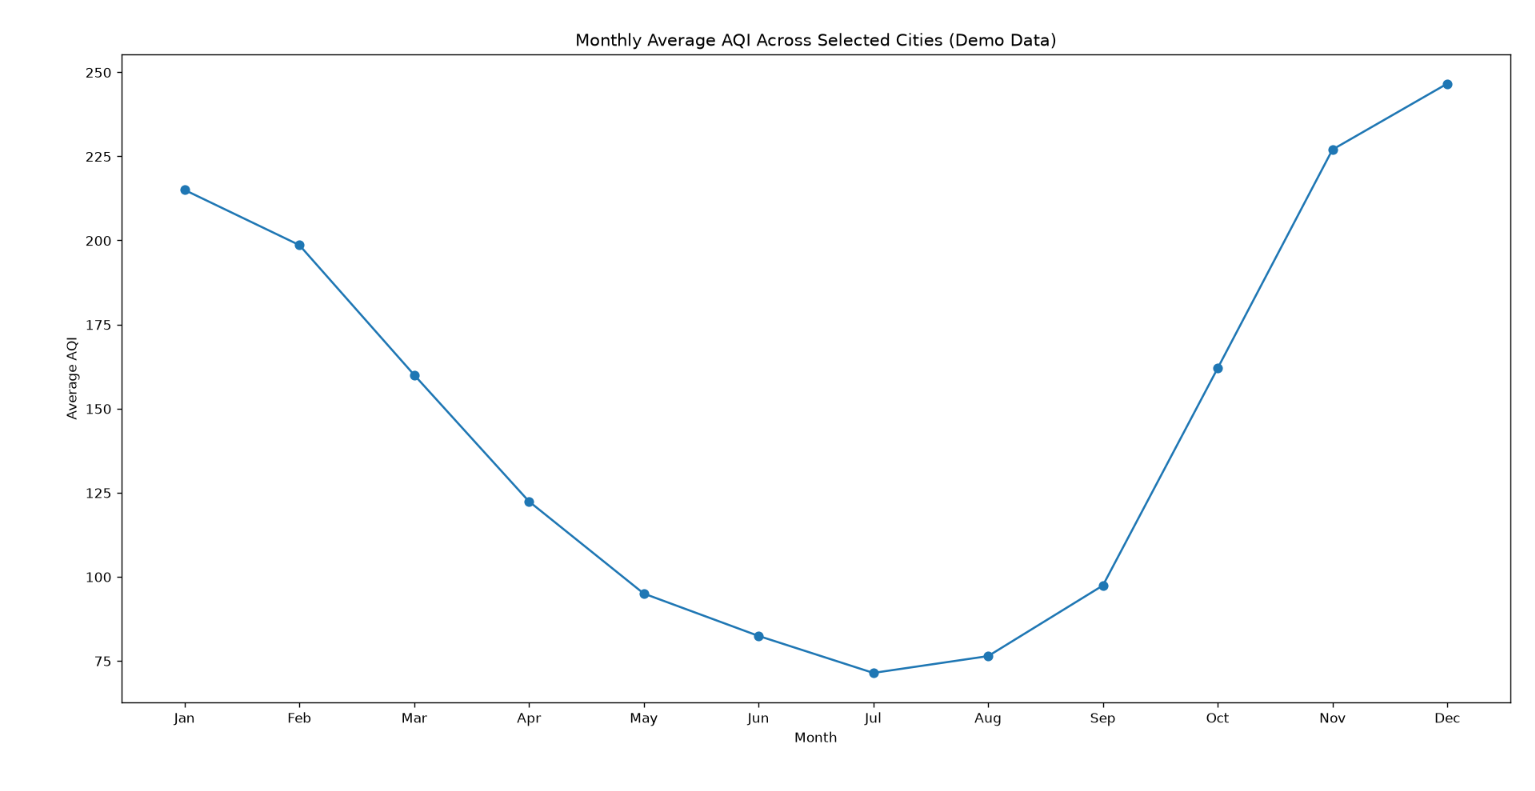 Monthly Average AQI Across Selected Cities (Demo Data)
250
225
200
175
150
125
100
75
Average AQI
Jan Feb Mar Apr May Jun Jul Aug Sep Oct Nov Dec
Month